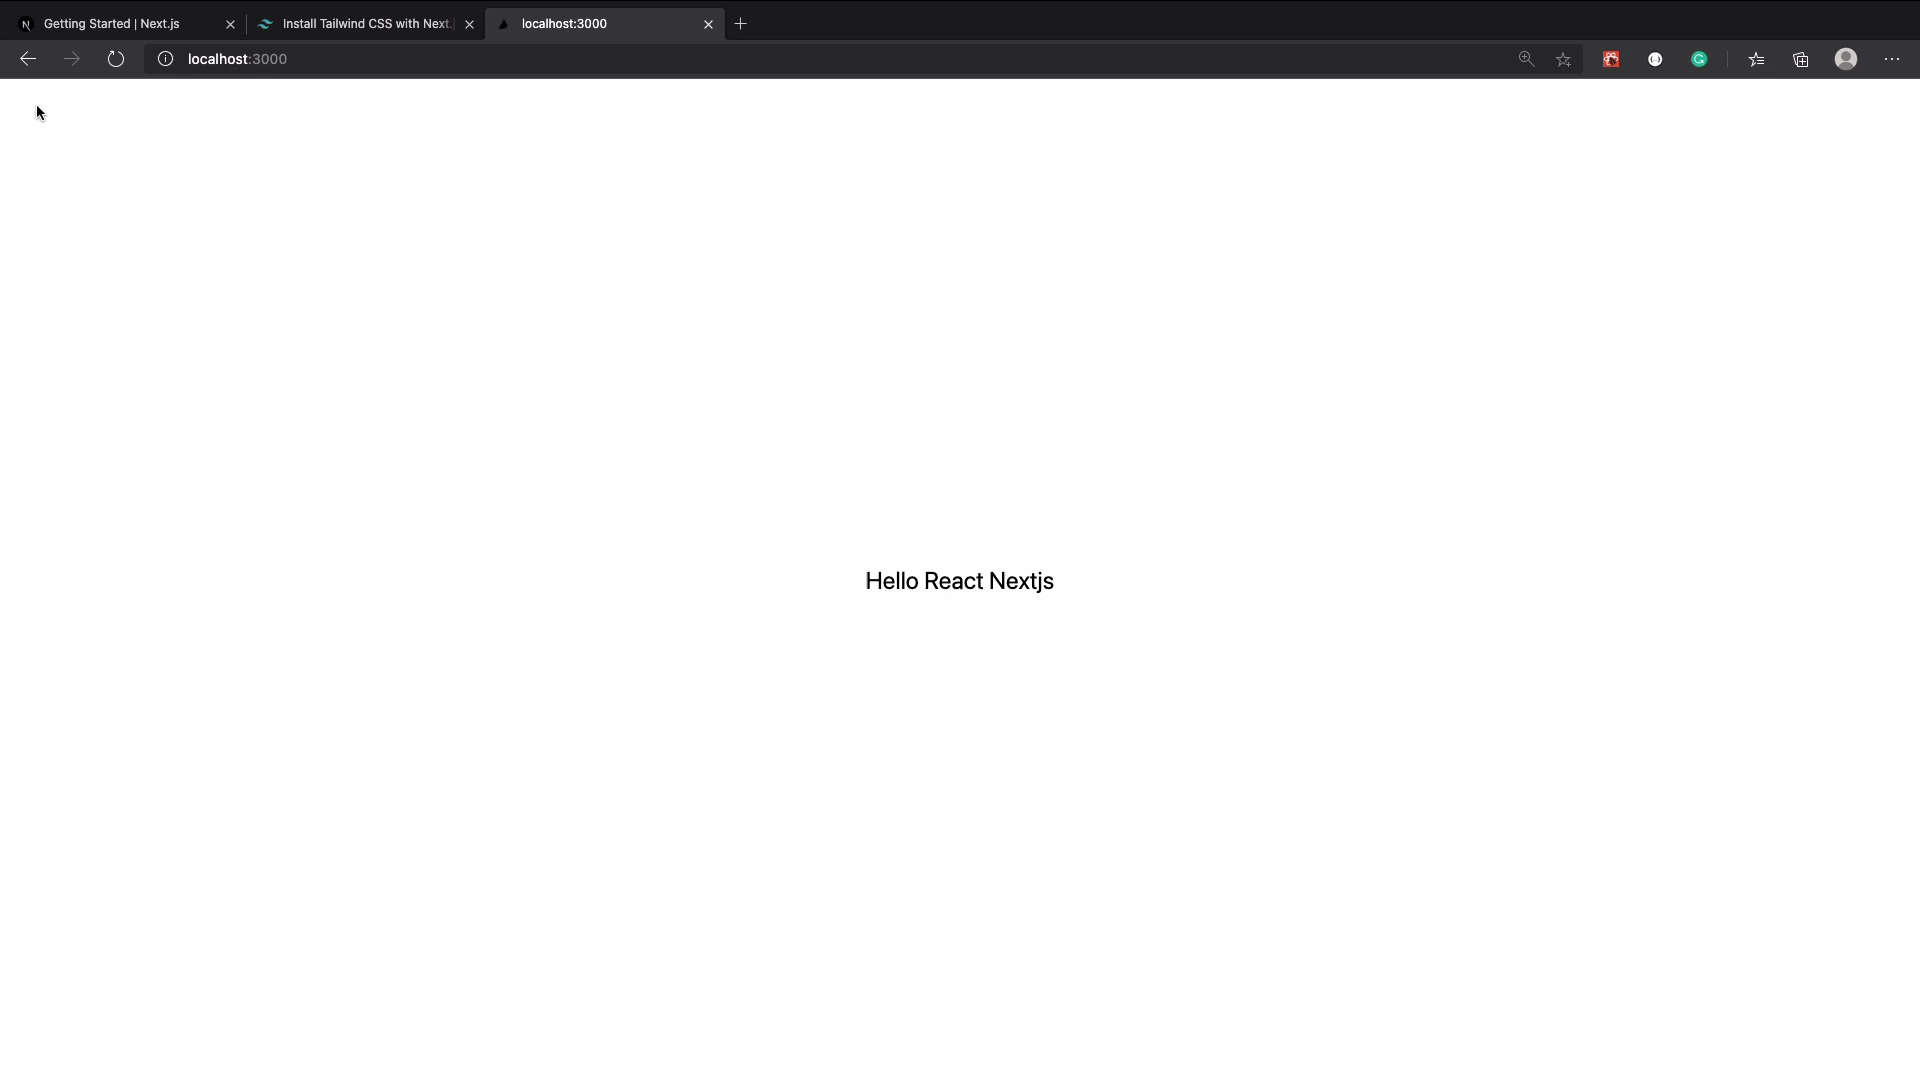 Getting Started | Next.js
Install Tailwind CSS with Next.j
localhost:3000
localhost:3000
Hello React Nextjs